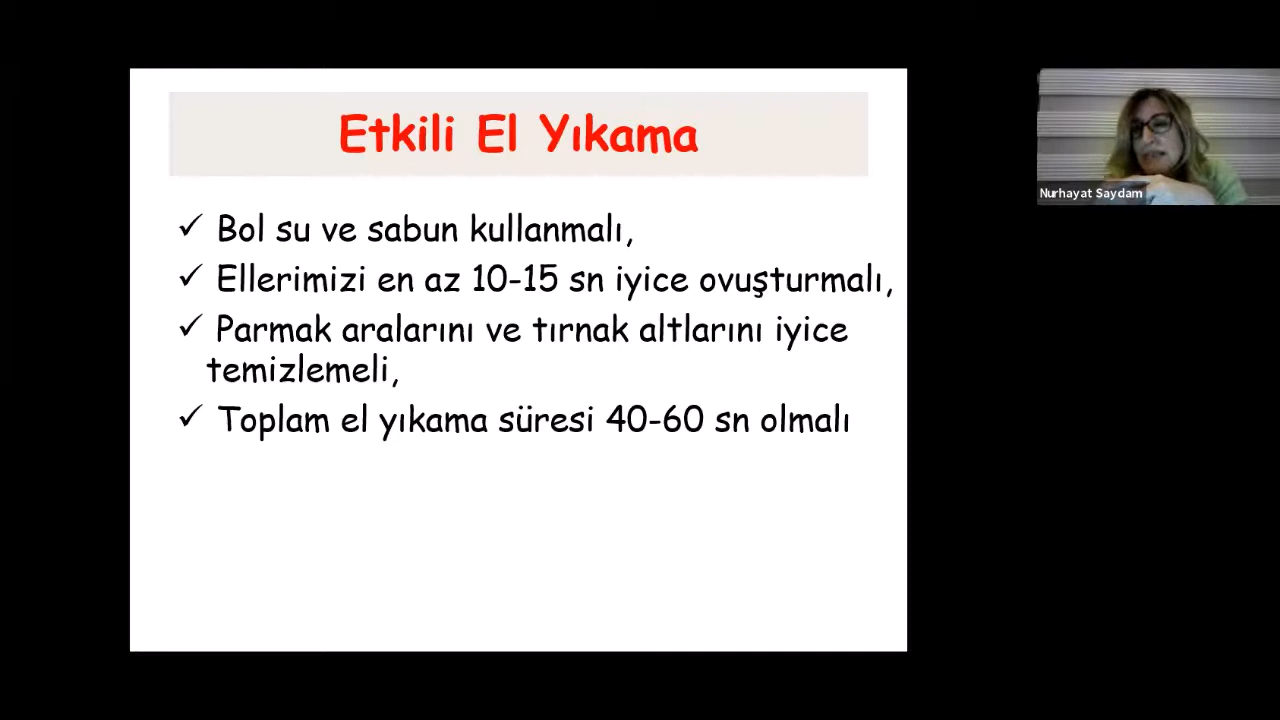 Etkili El Yıkama
✓ Bol su ve sabun kullanmalı,
✓ Ellerimizi en az 10-15 sn iyice ovuşturmalı,
✓ Parmak aralarını ve tırnak altlarını iyice
temizlemeli,
✓ Toplam el yıkama süresi 40-60 sn olmalı
Nurhayat Saydam